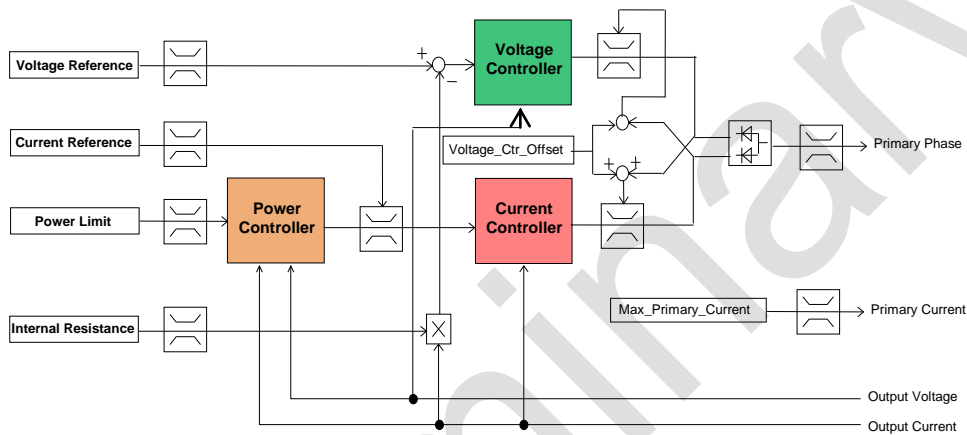 Voltage Reference
+
−
Voltage
Controller
Current Reference
Voltage_Ctr_Offset
Primary Phase
+
+
Power Limit
Power
Controller
Current
Controller
Internal Resistance
X
Max_Primary_Current
Primary Current
Output Voltage
Output Current